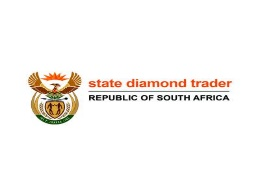 state diamond trader
REPUBLIC OF SOUTH AFRICA